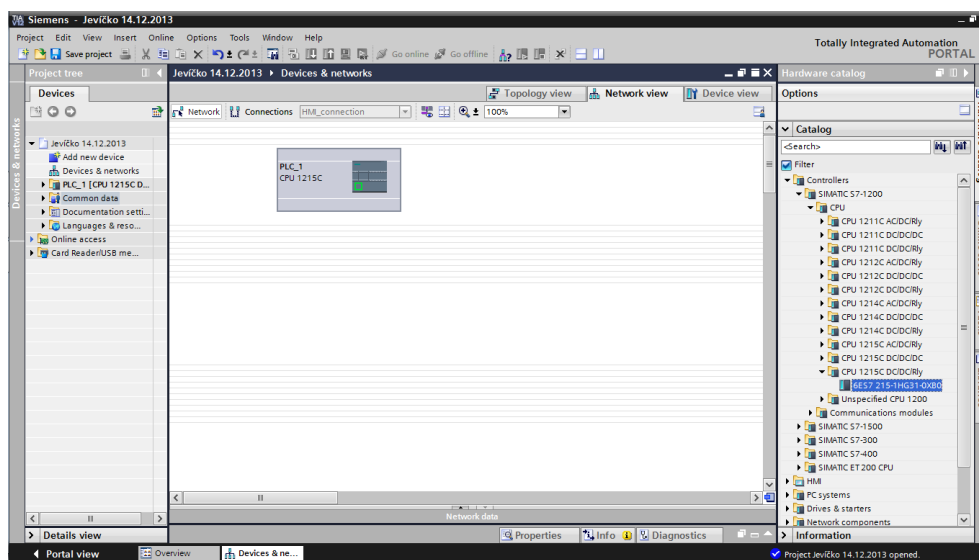 Siemens - Jevíčko 14.12.2013
Project Edit View Insert Online Options Tools Window Help
Save project Go online Go offline
Totally Integrated Automation
PORTAL
Project tree
Devices
Devices & networks
Jevíčko 14.12.2013
Add new device
Devices & networks
PLC_1 [CPU 1215C D...
Common data
Documentation setti...
Languages & reso...
Online access
Card Reader/USB me...
Details view
Jevíčko 14.12.2013 Devices & networks
Topology view Network view Device view
Network Connections HMI_connection 100%
PLC_1
CPU 1215C
Network data
Properties Info Diagnostics
Hardware catalog
Options
Catalog
<Search>
Filter
Controllers
SIMATIC S7-1200
CPU
CPU 1211C AC/DC/Rly
CPU 1211C DC/DC/DC
CPU 1211C DC/DC/Rly
CPU 1212C AC/DC/Rly
CPU 1212C DC/DC/DC
CPU 1212C DC/DC/Rly
CPU 1214C AC/DC/Rly
CPU 1214C DC/DC/DC
CPU 1214C DC/DC/Rly
CPU 1215C AC/DC/Rly
CPU 1215C DC/DC/DC
CPU 1215C DC/DC/Rly
6ES7 215-1HG31-0XB0
Unspecified CPU 1200
Communications modules
SIMATIC S7-1500
SIMATIC S7-300
SIMATIC S7-400
SIMATIC ET 200 CPU
HMI
PC systems
Drives & starters
Network components
Information
Portal view Overview Devices & ne...
Project Jevíčko 14.12.2013 opened.